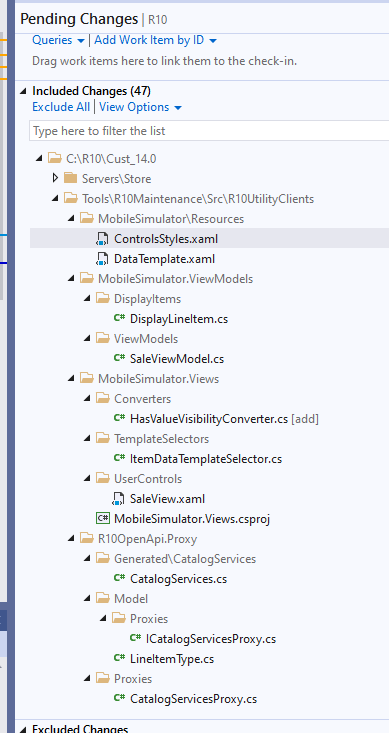 Pending Changes | R10
Queries | Add Work Item by ID
Drag work items here to link them to the check-in.
Included Changes (47)
Exclude All | View Options
Type here to filter the list
C:\R10\Cust_14.0
Servers\Store
Tools\R10Maintenance\Src\R10UtilityClients
MobileSimulator\Resources
ControlsStyles.xaml
DataTemplate.xaml
MobileSimulator.ViewModels
DisplayItems
DisplayLineItem.cs
ViewModels
SaleViewModel.cs
MobileSimulator.Views
Converters
HasValueVisibilityConverter.cs [add]
TemplateSelectors
ItemDataTemplateSelector.cs
UserControls
SaleView.xaml
MobileSimulator.Views.csproj
R10OpenApi.Proxy
Generated\CatalogServices
CatalogServices.cs
Model
Proxies
ICatalogServicesProxy.cs
LineItemType.cs
Proxies
CatalogServicesProxy.cs
Excluded Changes